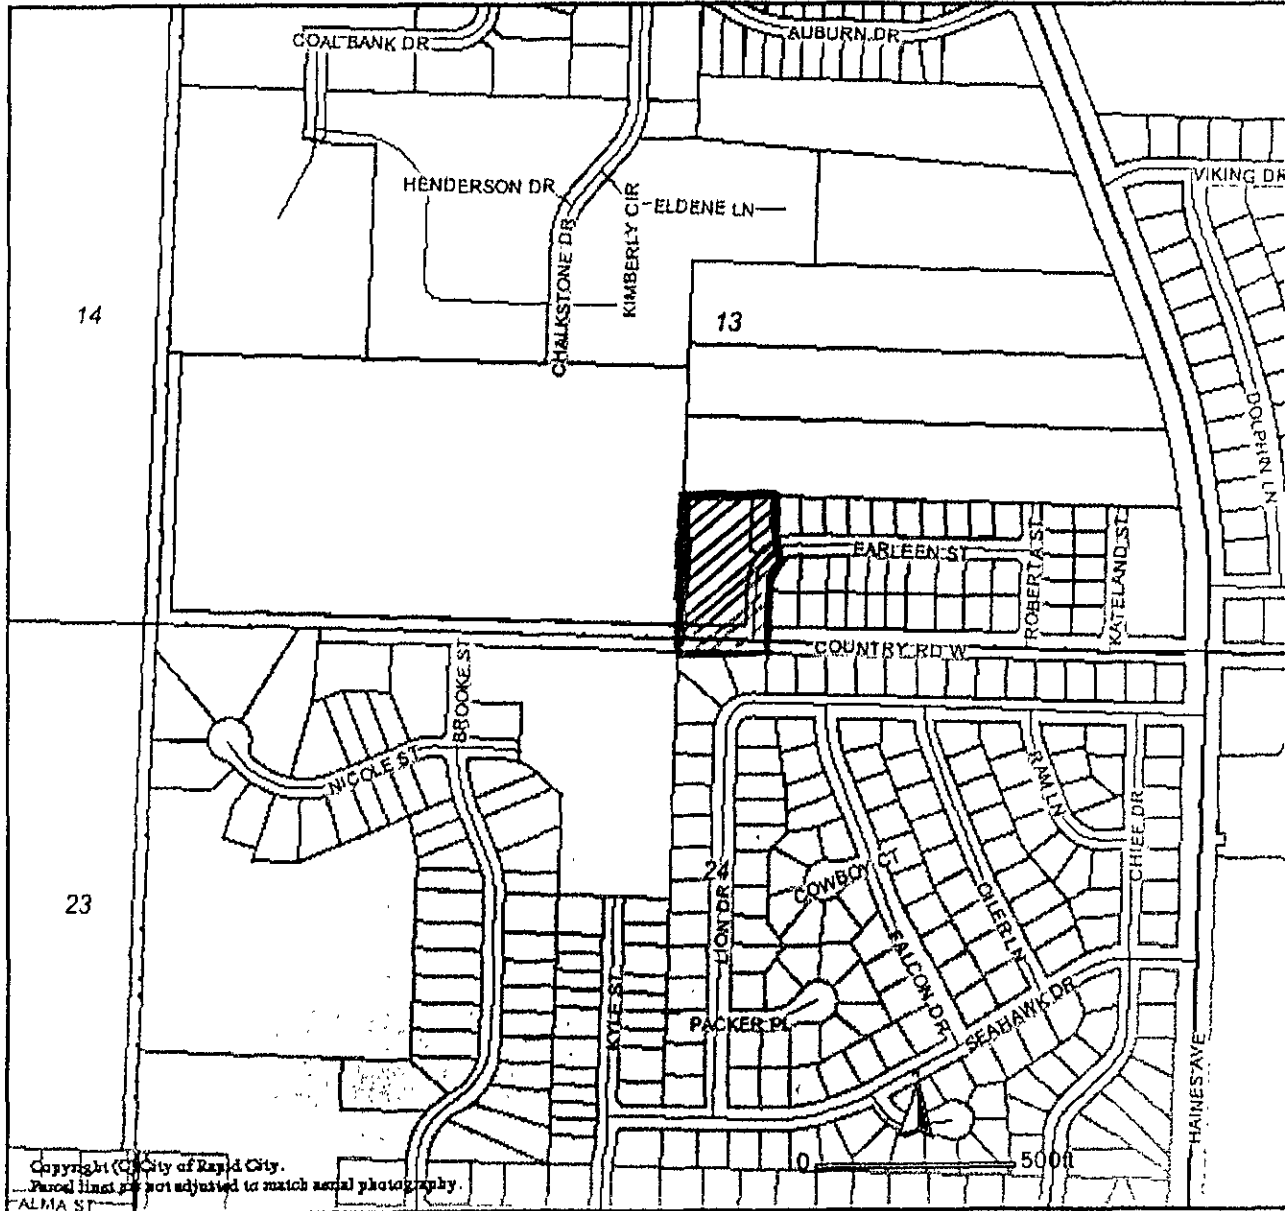 COAL BANK DR
AUBURN DR
HENDERSON DR
ELDENE LN
KIMBERLY CIR
CHALKSTONE DR
VIKING DR
14
13
DOLPHIN LN
EARLEEN ST
ROBERTA ST
KATELAND ST
COUNTRY RD W
BROOKE ST
NICOLE ST
RAM LN
CHIEF DR
23
24
LION DR
COWBOY CT
OILER LN
FALCON DR
KYLE ST
PACKER PL
SEAHAWK DR
HAINES AVE
0 500ft
Copyright (C) City of Rapid City.
Parcel lines are not adjusted to match aerial photography.
ALMA ST